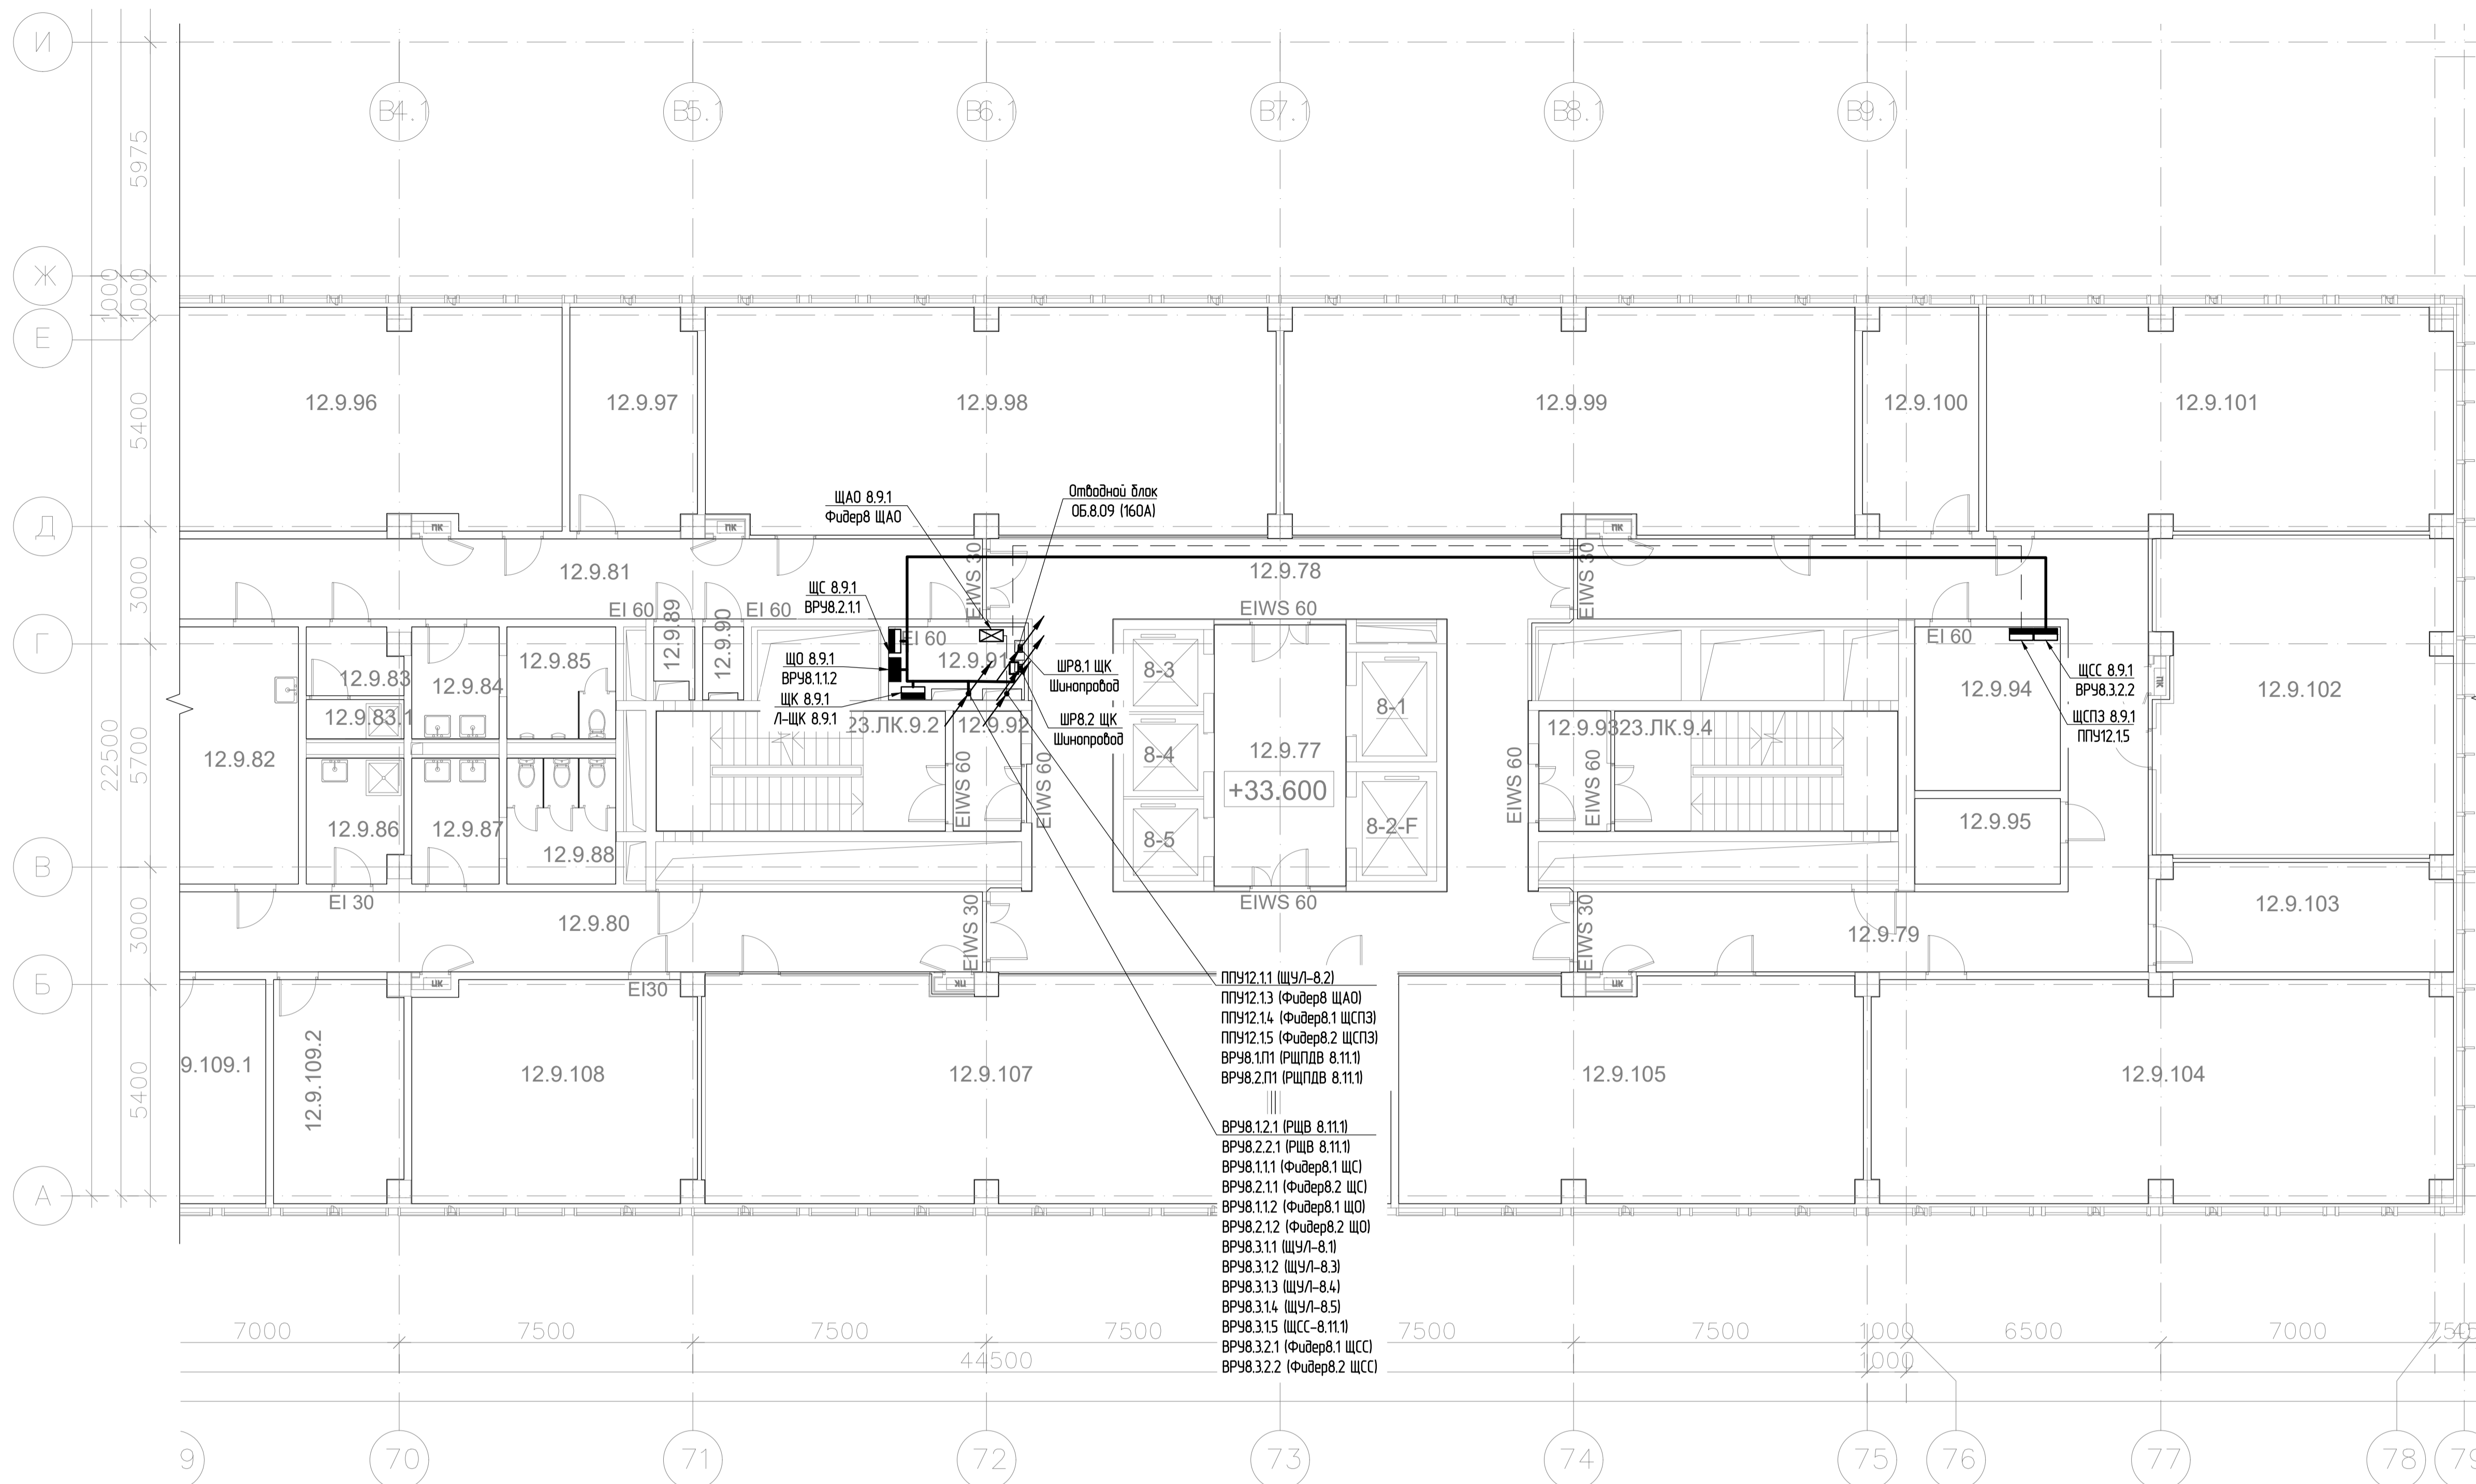 И
В4.1
В5.1
В6.1
В7.1
В8.1
В9.1
5975
Ж
1000
1000
Е
5400
12.9.96
12.9.97
12.9.98
12.9.99
12.9.100
12.9.101
ЩАО 8.9.1
Фидер8 ЩАО
Отводной блок
ОБ.8.09 (160А)
Д
ПК
ПК
ПК
3000
12.9.81
EIWS 30
12.9.78
EIWS 30
ЩС 8.9.1
ВРУ8.2.1.1
EI 60
12.9.89
12.9.90
EI 60
EIWS 60
Г
EI 60
EI 60
12.9.91
ЩО 8.9.1
ВРУ8.1.1.2
ЩК 8.9.1
Л-ЩК 8.9.1
ШР8.1 ЩК
Шинопровод
ШР8.2 ЩК
Шинопровод
12.9.85
12.9.83
12.9.84
12.9.83.1
8-3
8-1
12.9.94
ЩСС 8.9.1
ВРУ8.3.2.2
ЩСПЗ 8.9.1
ППУ12.1.5
ПК
12.9.102
23.ЛК.9.2
12.9.92
12.9.93
23.ЛК.9.4
22500
5700
12.9.82
8-4
12.9.77
+33.600
EIWS 60
EIWS 60
EIWS 60
EIWS 60
12.9.86
12.9.87
12.9.88
8-5
8-2-F
12.9.95
В
EI 30
EIWS 60
3000
12.9.80
EIWS 30
EIWS 30
12.9.79
12.9.103
Б
ПК
EI30
ПК
ПК
ППУ12.1.1 (ЩУЛ-8.2)
ППУ12.1.3 (Фидер8 ЩАО)
ППУ12.1.4 (Фидер8.1 ЩСПЗ)
ППУ12.1.5 (Фидер8.2 ЩСПЗ)
ВРУ8.1.П1 (РЩПДВ 8.11.1)
ВРУ8.2.П1 (РЩПДВ 8.11.1)
5400
9.109.1
12.9.109.2
12.9.108
12.9.107
12.9.105
12.9.104
ВРУ8.1.2.1 (РЩВ 8.11.1)
ВРУ8.2.2.1 (РЩВ 8.11.1)
ВРУ8.1.1.1 (Фидер8.1 ЩС)
ВРУ8.2.1.1 (Фидер8.2 ЩС)
ВРУ8.1.1.2 (Фидер8.1 ЩО)
ВРУ8.2.1.2 (Фидер8.2 ЩО)
ВРУ8.3.1.1 (ЩУЛ-8.1)
ВРУ8.3.1.2 (ЩУЛ-8.3)
ВРУ8.3.1.3 (ЩУЛ-8.4)
ВРУ8.3.1.4 (ЩУЛ-8.5)
ВРУ8.3.1.5 (ЩСС-8.11.1)
ВРУ8.3.2.1 (Фидер8.1 ЩСС)
ВРУ8.3.2.2 (Фидер8.2 ЩСС)
А
7000
7500
7500
7500
7500
7500
1000
6500
7000
44500
1000
9
70
71
72
73
74
75
76
77
78
79